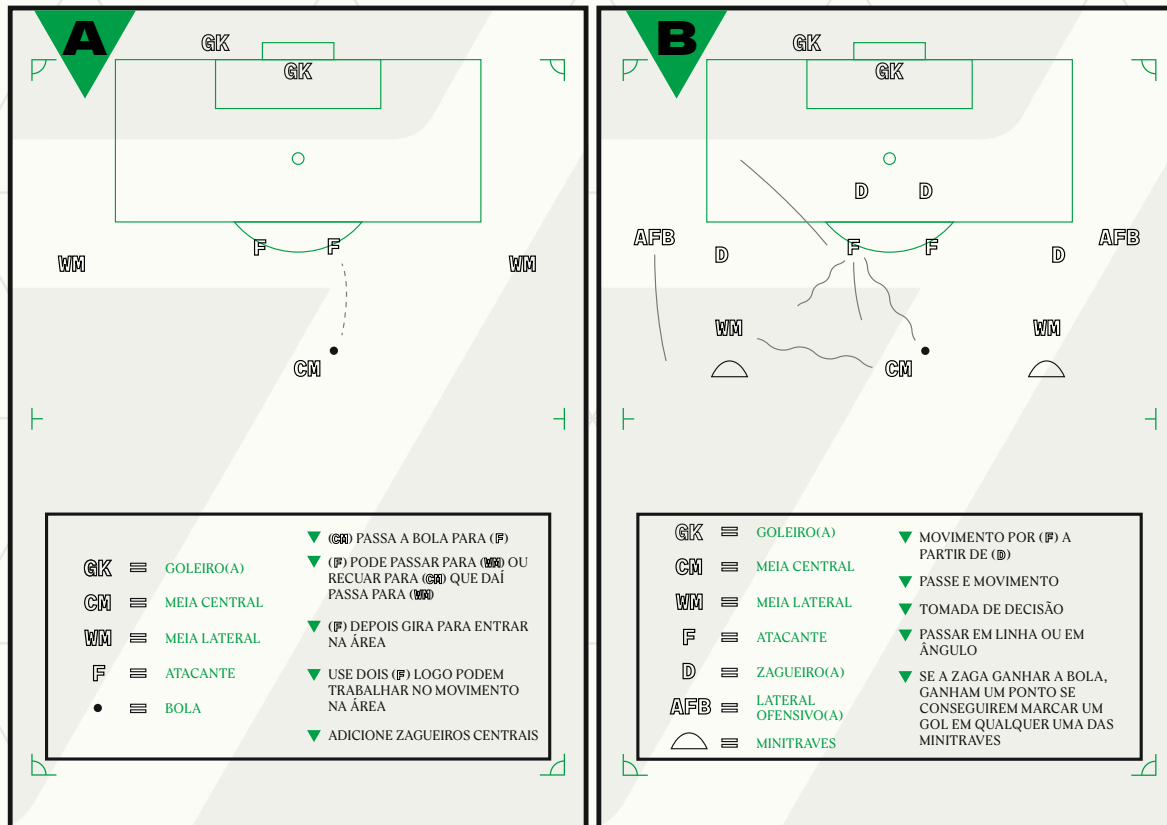 A
GK
GK
F F
WM WM
CM
GK = GOLEIRO(A)
CM = MEIA CENTRAL
WM = MEIA LATERAL
F = ATACANTE
= BOLA
(CM) PASSA A BOLA PARA (F)
(F) PODE PASSAR PARA (WM) OU
RECUAR PARA (CM) QUE DAÍ
PASSA PARA (WM)
(F) DEPOIS GIRA PARA ENTRAR
NA ÁREA
USE DOIS (F) LOGO PODEM
TRABALHAR NO MOVIMENTO
NA ÁREA
ADICIONE ZAGUEIROS CENTRAIS
B
GK
GK
D D
AFB F F AFB
D D
WM WM
CM
GK = GOLEIRO(A)
CM = MEIA CENTRAL
WM = MEIA LATERAL
F = ATACANTE
D = ZAGUEIRO(A)
AFB = LATERAL
OFENSIVO(A)
= MINITRAVES
MOVIMENTO POR (F) A
PARTIR DE (D)
PASSE E MOVIMENTO
TOMADA DE DECISÃO
PASSAR EM LINHA OU EM
ÂNGULO
SE A ZAGA GANHAR A BOLA,
GANHAM UM PONTO SE
CONSEGUIREM MARCAR UM
GOL EM QUALQUER UMA DAS
MINITRAVES